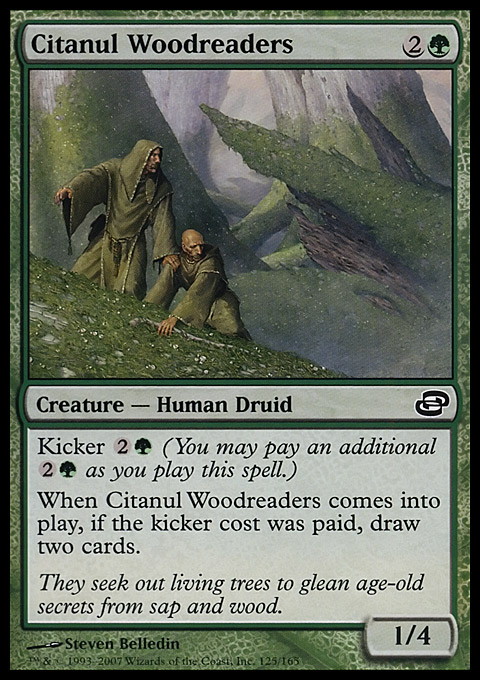 Citanul Woodreaders 2
Creature — Human Druid
Kicker 2 (You may pay an additional
2 as you play this spell.)
When Citanul Woodreaders comes into
play, if the kicker cost was paid, draw
two cards.
They seek out living trees to glean age-old
secrets from sap and wood.
Steven Belledin
1/4
™ & © 1993–2007 Wizards of the Coast, Inc. 125/165